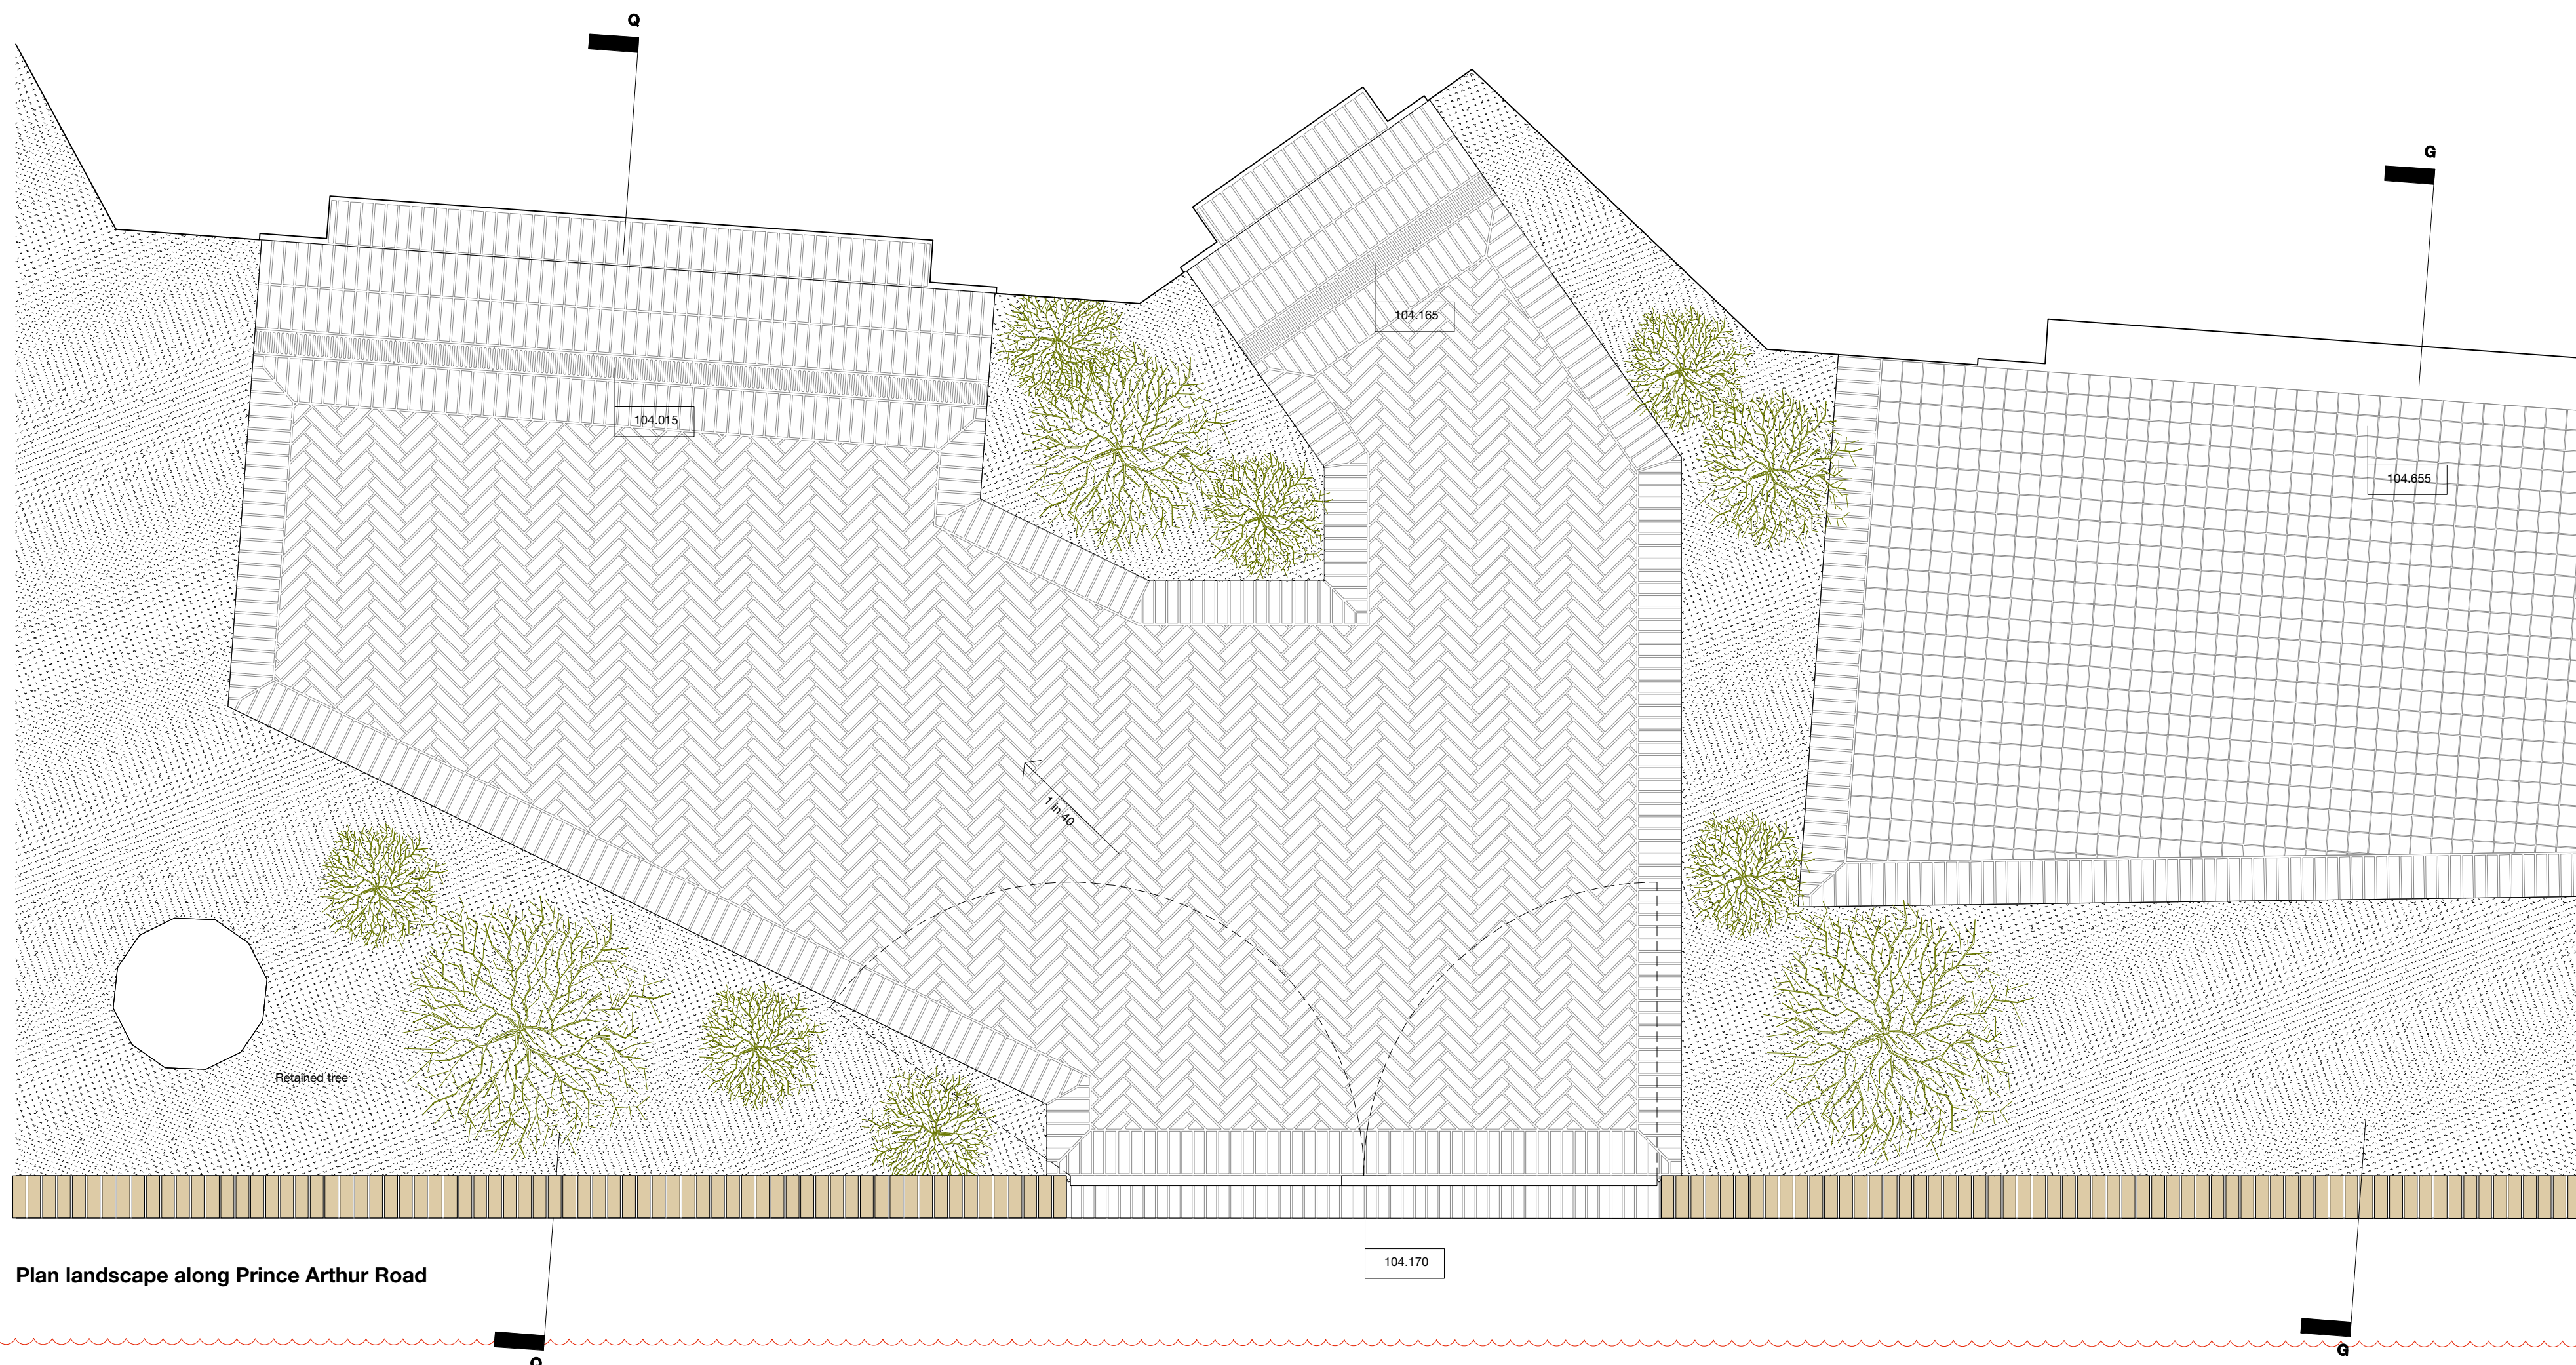 Q
G
104.165
104.015
104.655
1 in 40
Retained tree
104.170
Plan landscape along Prince Arthur Road
Q
G